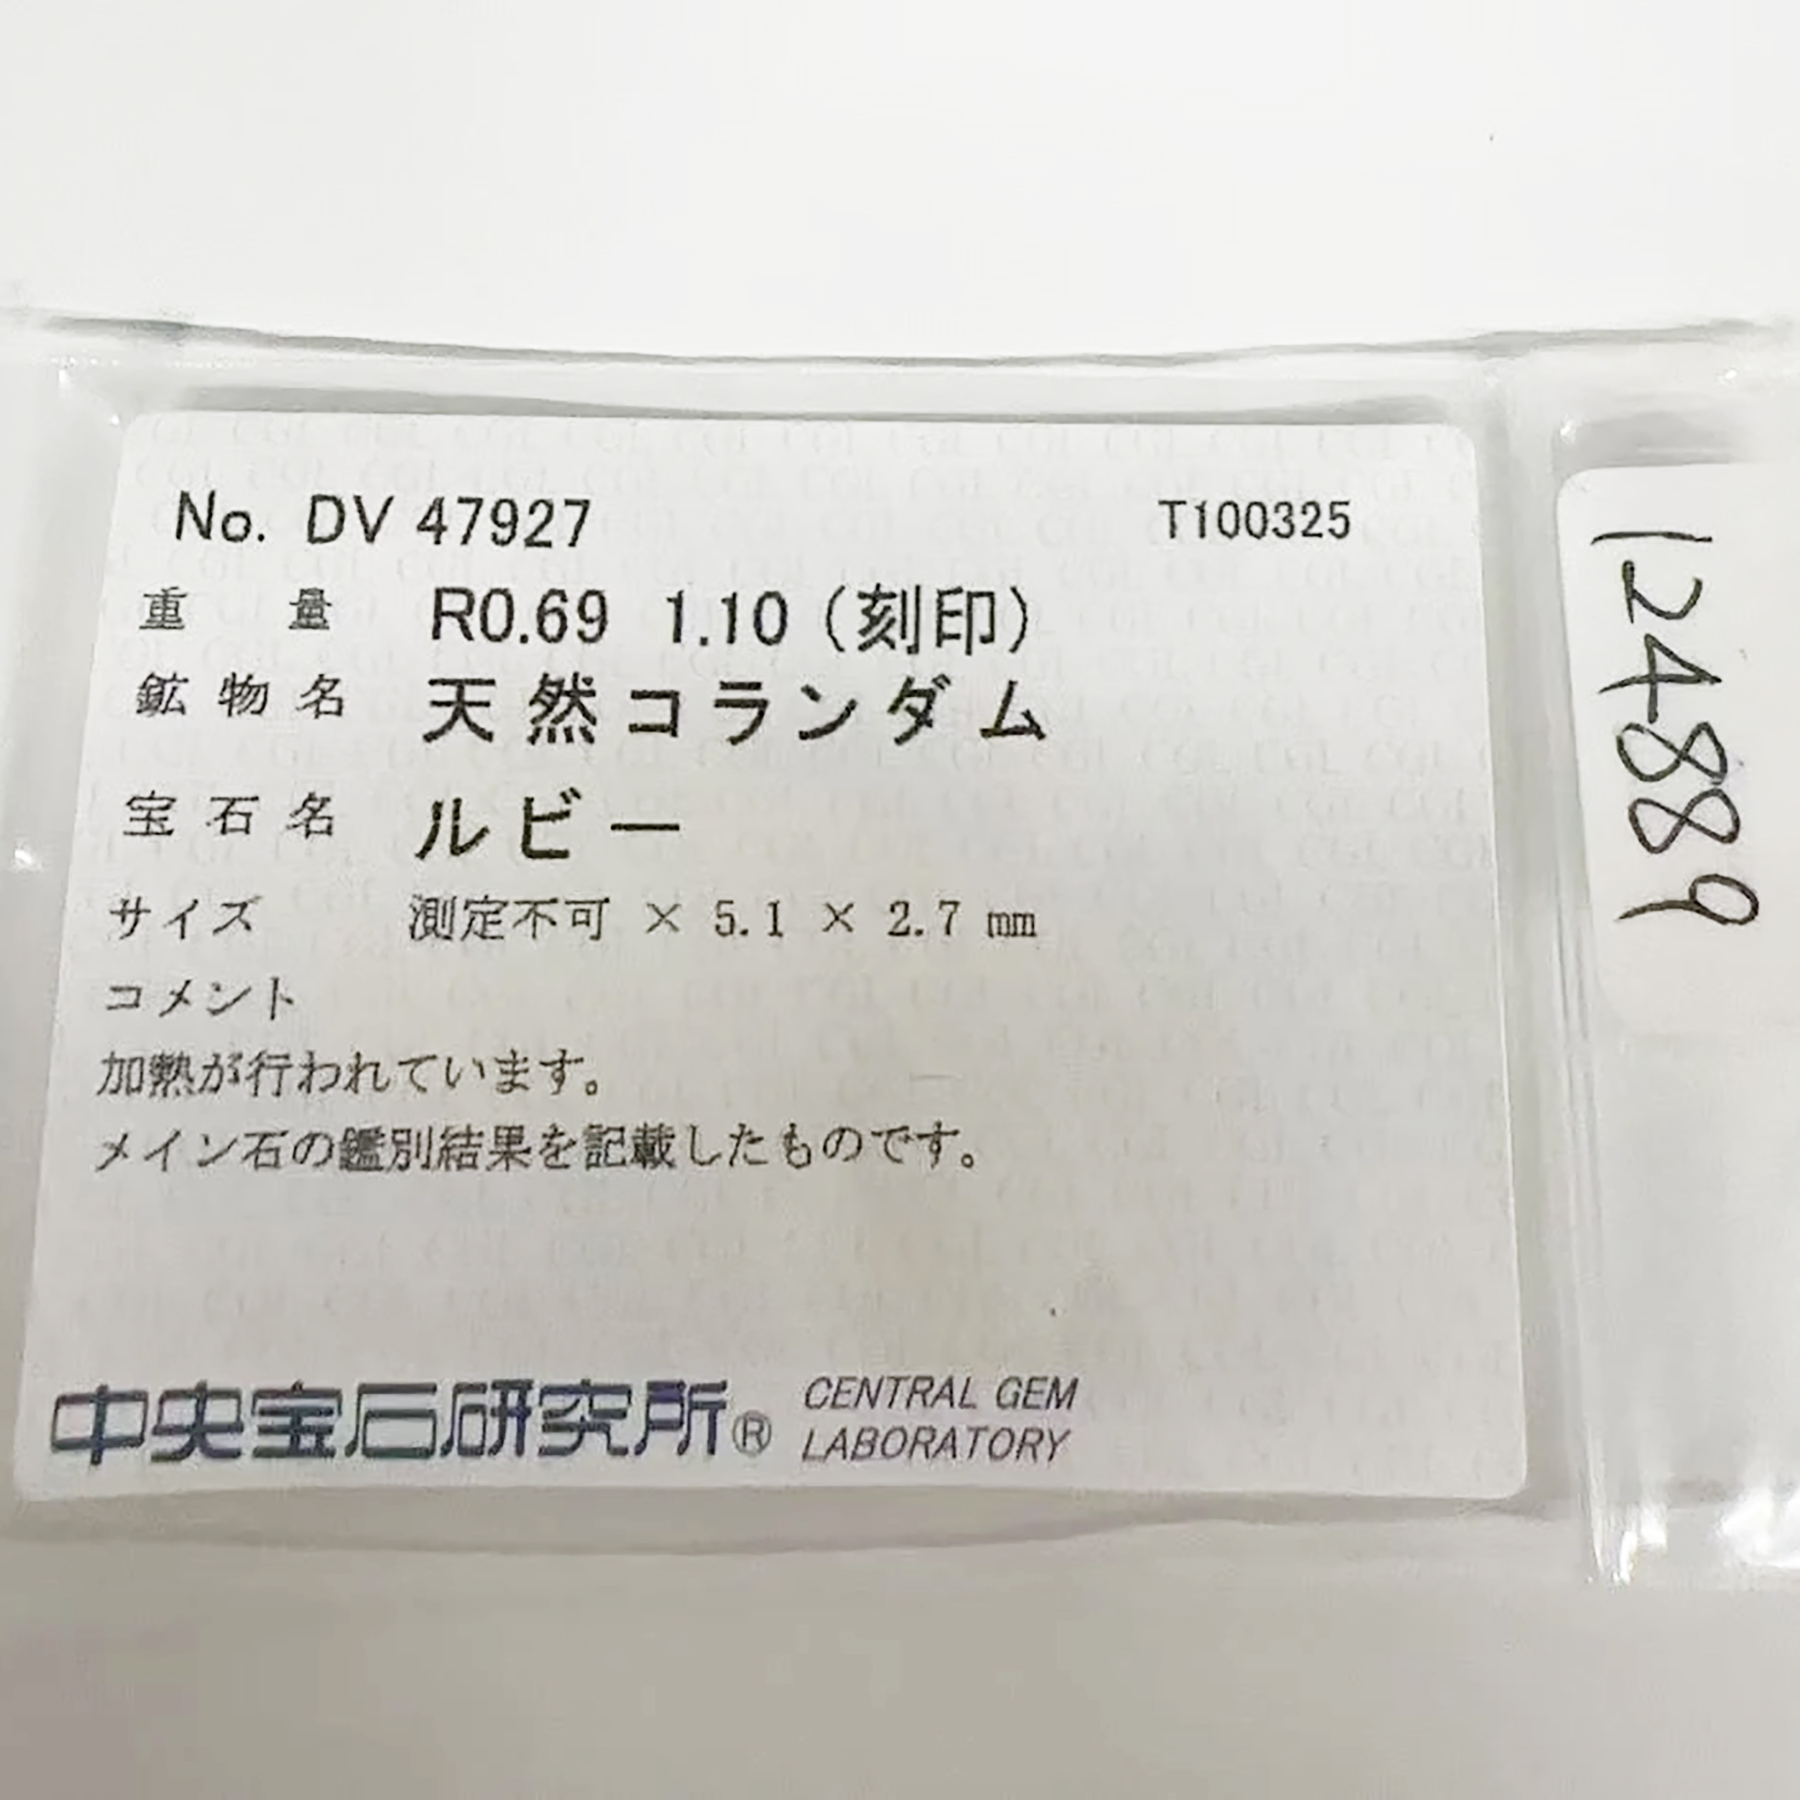 No. DV 47927 T100325
重量 R0.69 1.10 (刻印)
鉱物名 天然コランダム
宝石名 ルビー
サイズ 測定不可 × 5.1 × 2.7 mm
コメント
加熱が行われています。
メイン石の鑑別結果を記載したものです。
中央宝石研究所® CENTRAL GEM
LABORATORY
124889